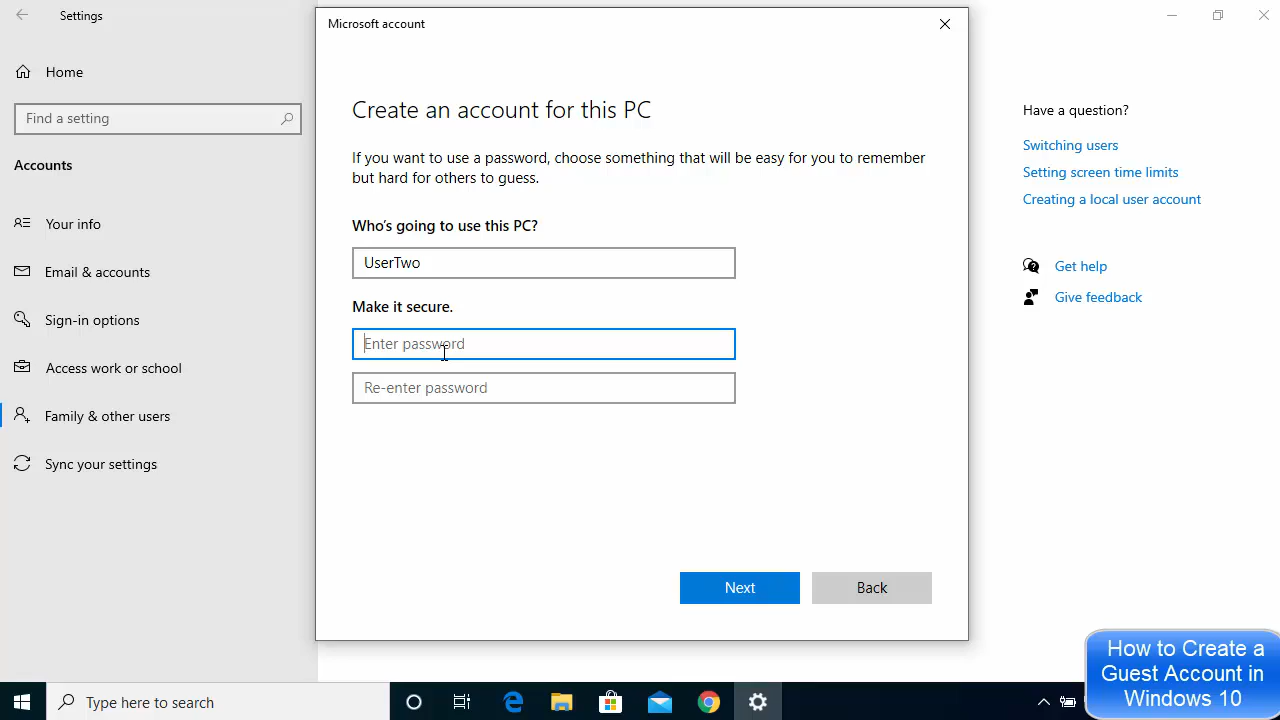 Settings
Home
Find a setting
Accounts
Your info
Email & accounts
Sign-in options
Access work or school
Family & other users
Sync your settings
Microsoft account
Create an account for this PC
If you want to use a password, choose something that will be easy for you to remember
but hard for others to guess.
Who's going to use this PC?
UserTwo
Make it secure.
Enter password
Re-enter password
Next
Back
Have a question?
Switching users
Setting screen time limits
Creating a local user account
Get help
Give feedback
How to Create a
Guest Account in
Windows 10
Type here to search